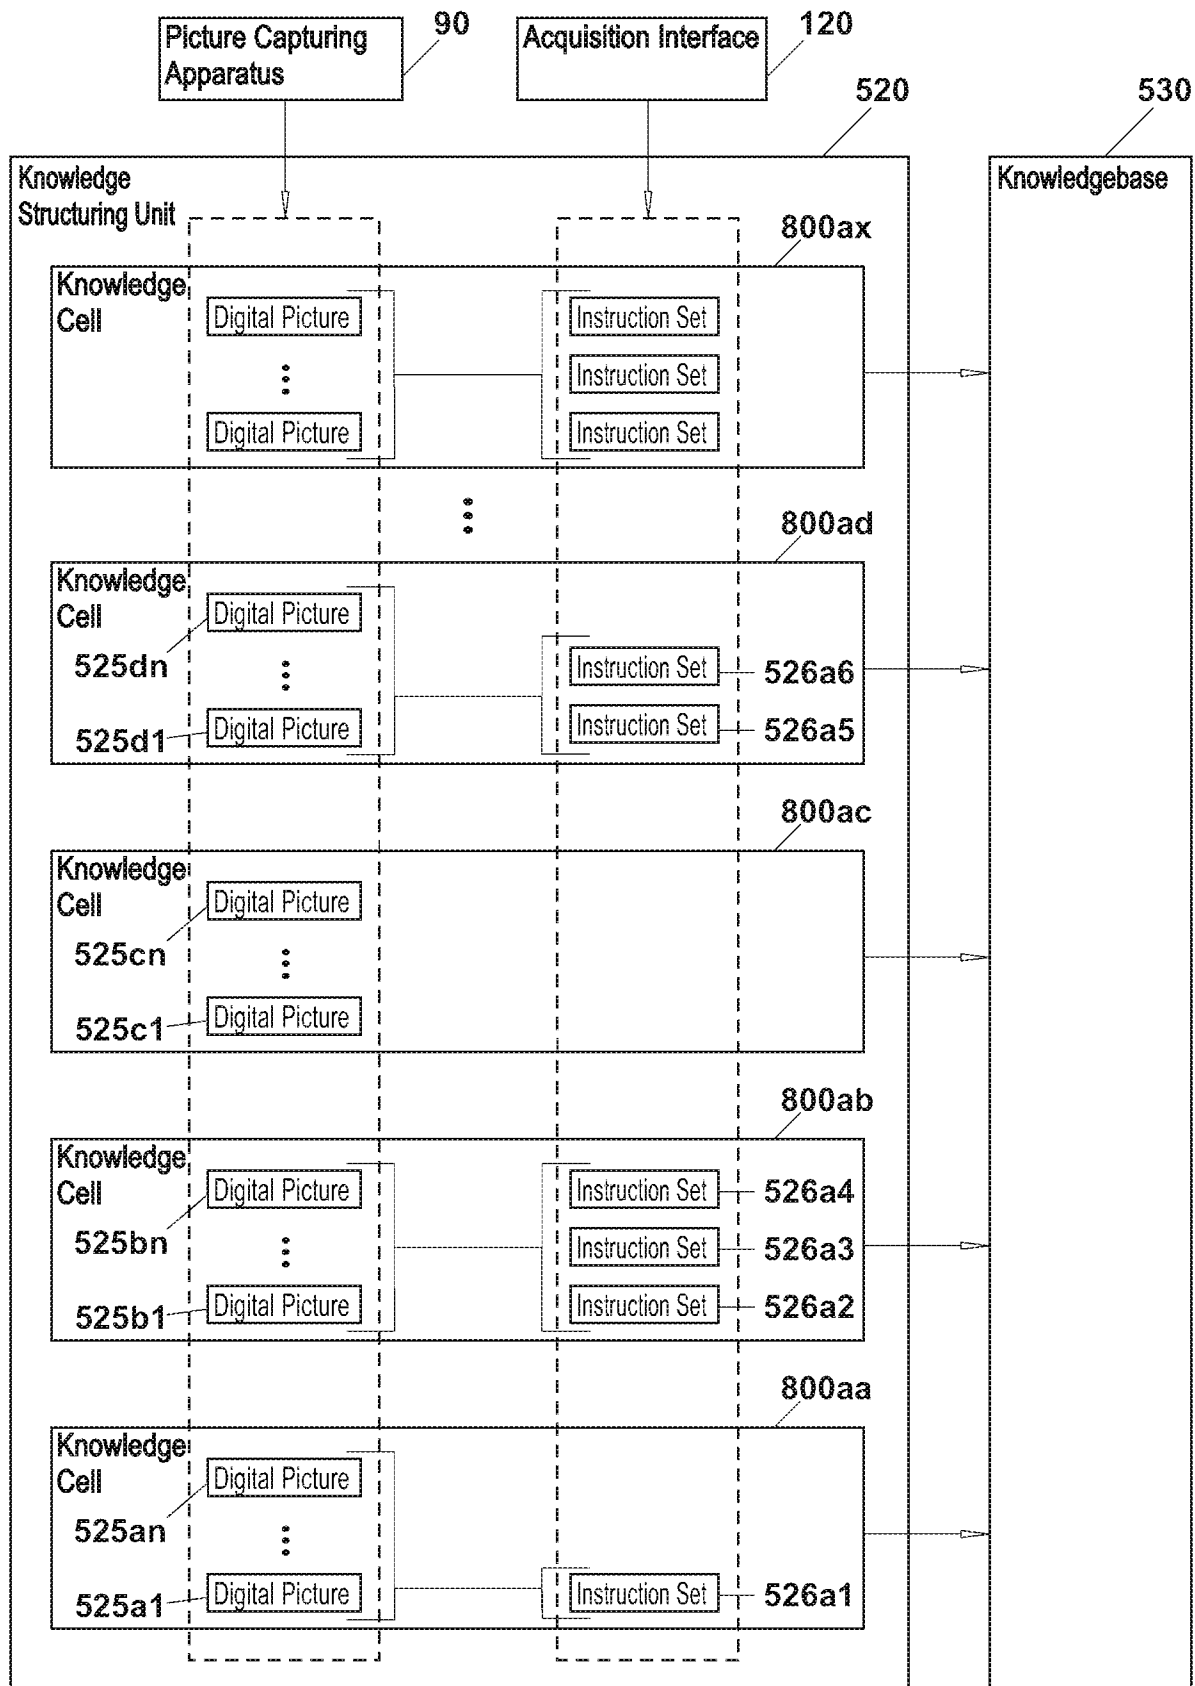 Picture Capturing
Apparatus
90
Acquisition Interface
120
520
530
Knowledge
Structuring Unit
Knowledgebase
800ax
Knowledge
Cell
Digital Picture
Instruction Set
Instruction Set
Digital Picture
Instruction Set
800ad
Knowledge
Cell
Digital Picture
525dn
Instruction Set
526a6
525d1
Digital Picture
Instruction Set
526a5
800ac
Knowledge
Cell
Digital Picture
525cn
525c1
Digital Picture
800ab
Knowledge
Cell
Digital Picture
Instruction Set
526a4
525bn
Instruction Set
526a3
525b1
Digital Picture
Instruction Set
526a2
800aa
Knowledge
Cell
Digital Picture
525an
525a1
Digital Picture
Instruction Set
526a1